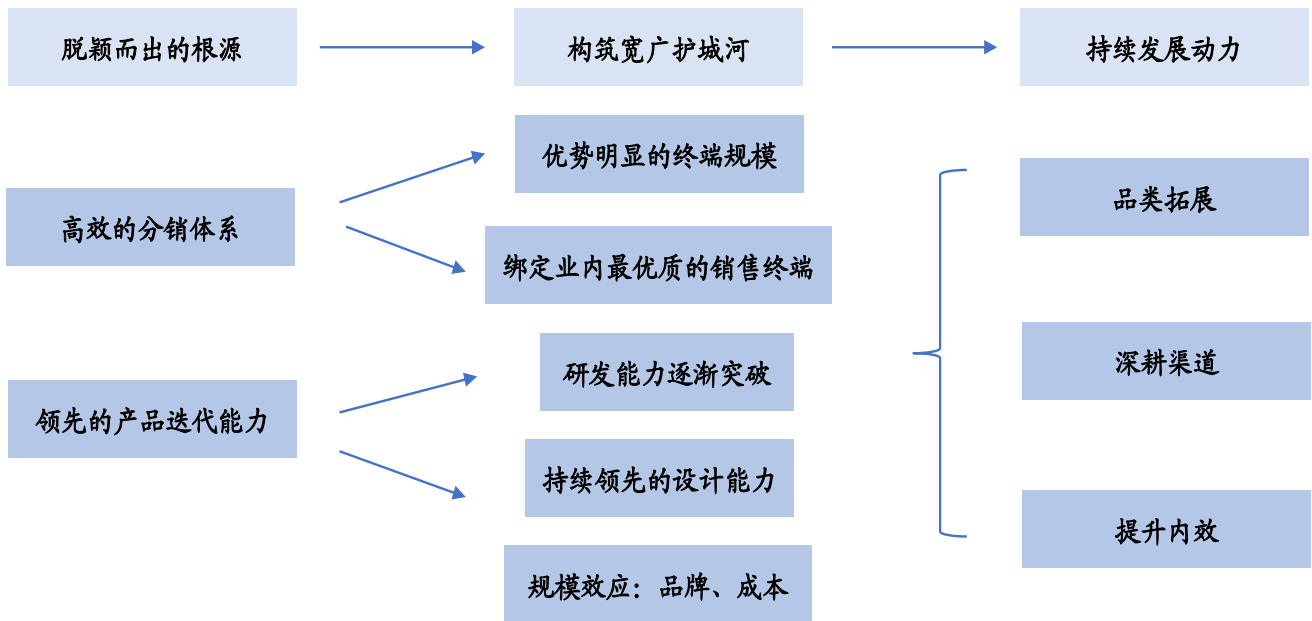 脱颖而出的根源
构筑宽广护城河
持续发展动力
高效的分销体系
领先的产品迭代能力
优势明显的终端规模
绑定业内最优质的销售终端
研发能力逐渐突破
持续领先的设计能力
规模效应：品牌、成本
品类拓展
深耕渠道
提升内效